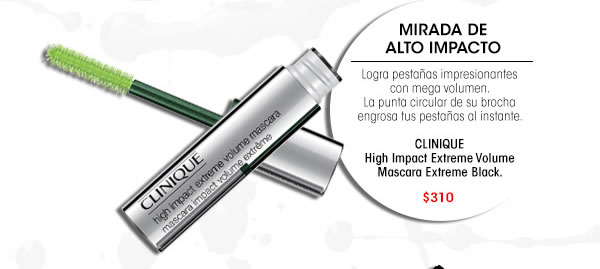 MIRADA DE
ALTO IMPACTO
Logra pestañas impresionantes
con mega volumen.
La punta circular de su brocha
engrosa tus pestañas al instante.
CLINIQUE
High Impact Extreme Volume
Mascara Extreme Black.
$310
CLINIQUE
high impact extreme volume mascara
mascara impact volume extrême